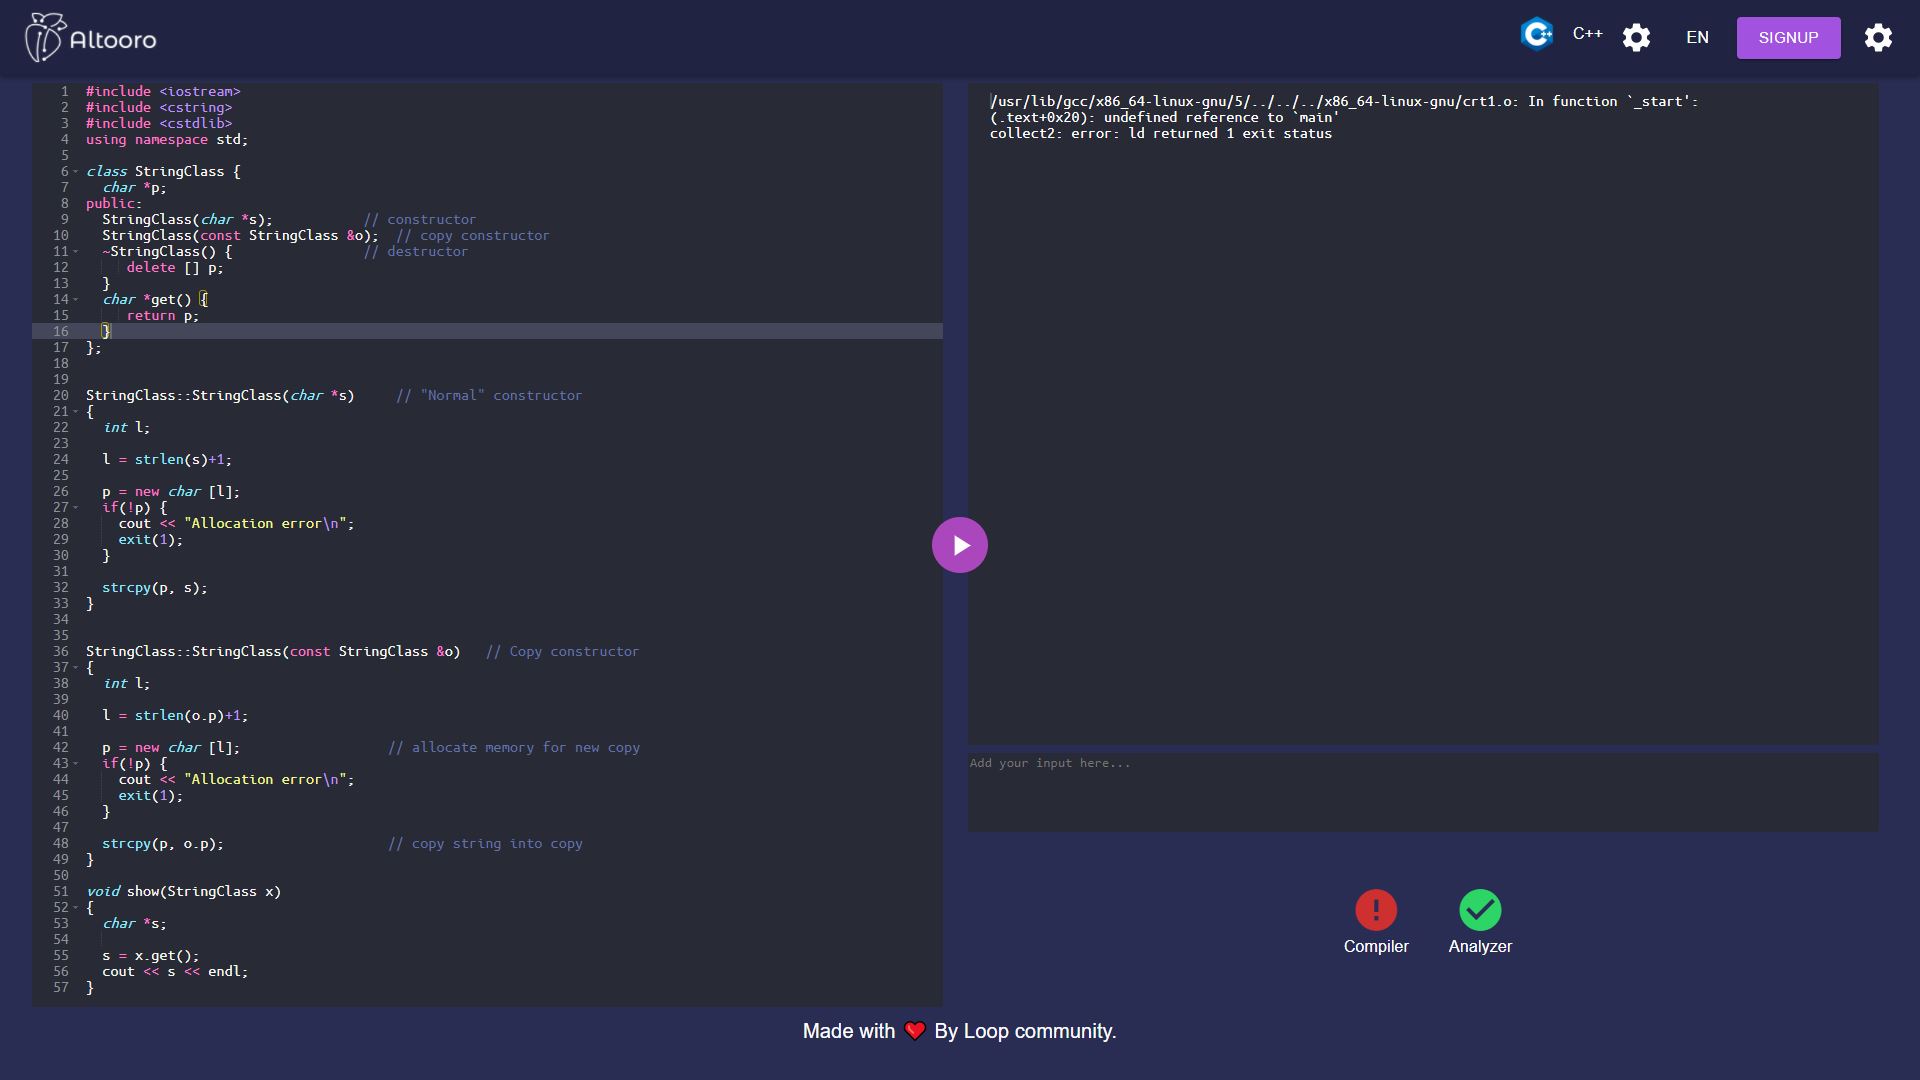 Altooro
C++
EN
SIGNUP
1 #include <iostream>
2 #include <cstring>
3 #include <cstdlib>
4 using namespace std;
5
6 class StringClass {
7 char *p;
8 public:
9 StringClass(char *s); // constructor
10 StringClass(const StringClass &o); // copy constructor
11 ~StringClass() { // destructor
12 delete [] p;
13 }
14 char *get() {
15 return p;
16 }
17 };
18
19
20 StringClass::StringClass(char *s) // "Normal" constructor
21 {
22 int l;
23
24 l = strlen(s)+1;
25
26 p = new char [l];
27 if(!p) {
28 cout << "Allocation error\n";
29 exit(1);
30 }
31
32 strcpy(p, s);
33 }
34
35
36 StringClass::StringClass(const StringClass &o) // Copy constructor
37 {
38 int l;
39
40 l = strlen(o.p)+1;
41
42 p = new char [l]; // allocate memory for new copy
43 if(!p) {
44 cout << "Allocation error\n";
45 exit(1);
46 }
47
48 strcpy(p, o.p); // copy string into copy
49 }
50
51 void show(StringClass x)
52 {
53 char *s;
54
55 s = x.get();
56 cout << s << endl;
57 }
/usr/lib/gcc/x86_64-linux-gnu/5/../../../x86_64-linux-gnu/crt1.o: In function `_start':
(.text+0x20): undefined reference to `main'
collect2: error: ld returned 1 exit status
Add your input here...
Compiler
Analyzer
Made with By Loop community.